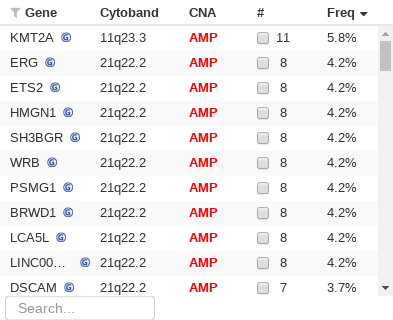 Gene Cytoband CNA # Freq
KMT2A G 11q23.3 AMP 11 5.8%
ERG G 21q22.2 AMP 8 4.2%
ETS2 G 21q22.2 AMP 8 4.2%
HMGN1 G 21q22.2 AMP 8 4.2%
SH3BGR G 21q22.2 AMP 8 4.2%
WRB G 21q22.2 AMP 8 4.2%
PSMG1 G 21q22.2 AMP 8 4.2%
BRWD1 G 21q22.2 AMP 8 4.2%
LCA5L G 21q22.2 AMP 8 4.2%
LINC00... G 21q22.2 AMP 8 4.2%
DSCAM G 21q22.2 AMP 7 3.7%
Search...